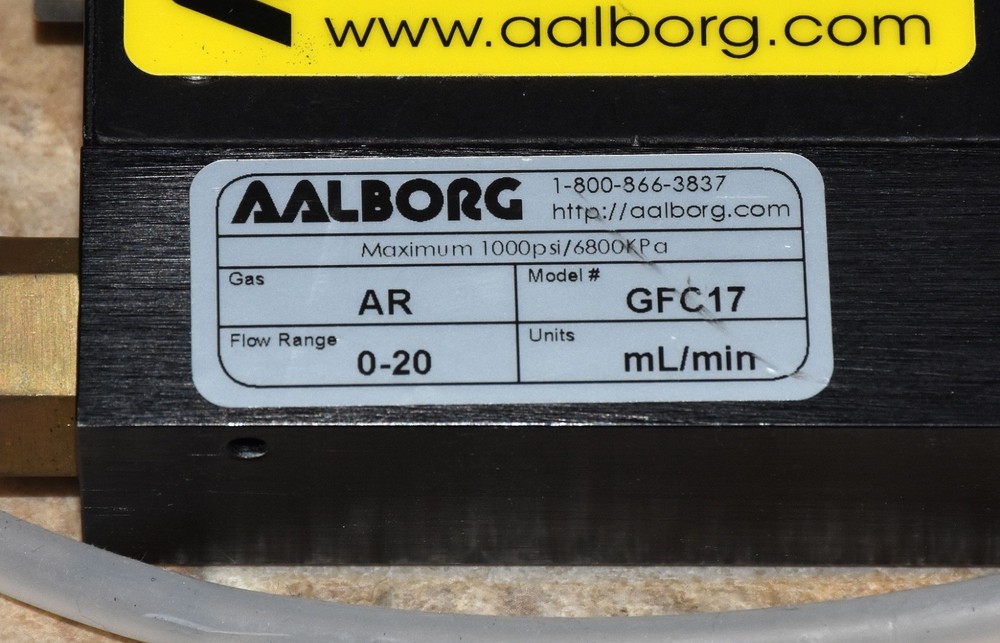 www.aalborg.com
AALBORG
1-800-866-3837
http://aalborg.com
Maximum 1000psi/6800KPa
Gas
AR
Model #
GFC17
Flow Range
0-20
Units
mL/min